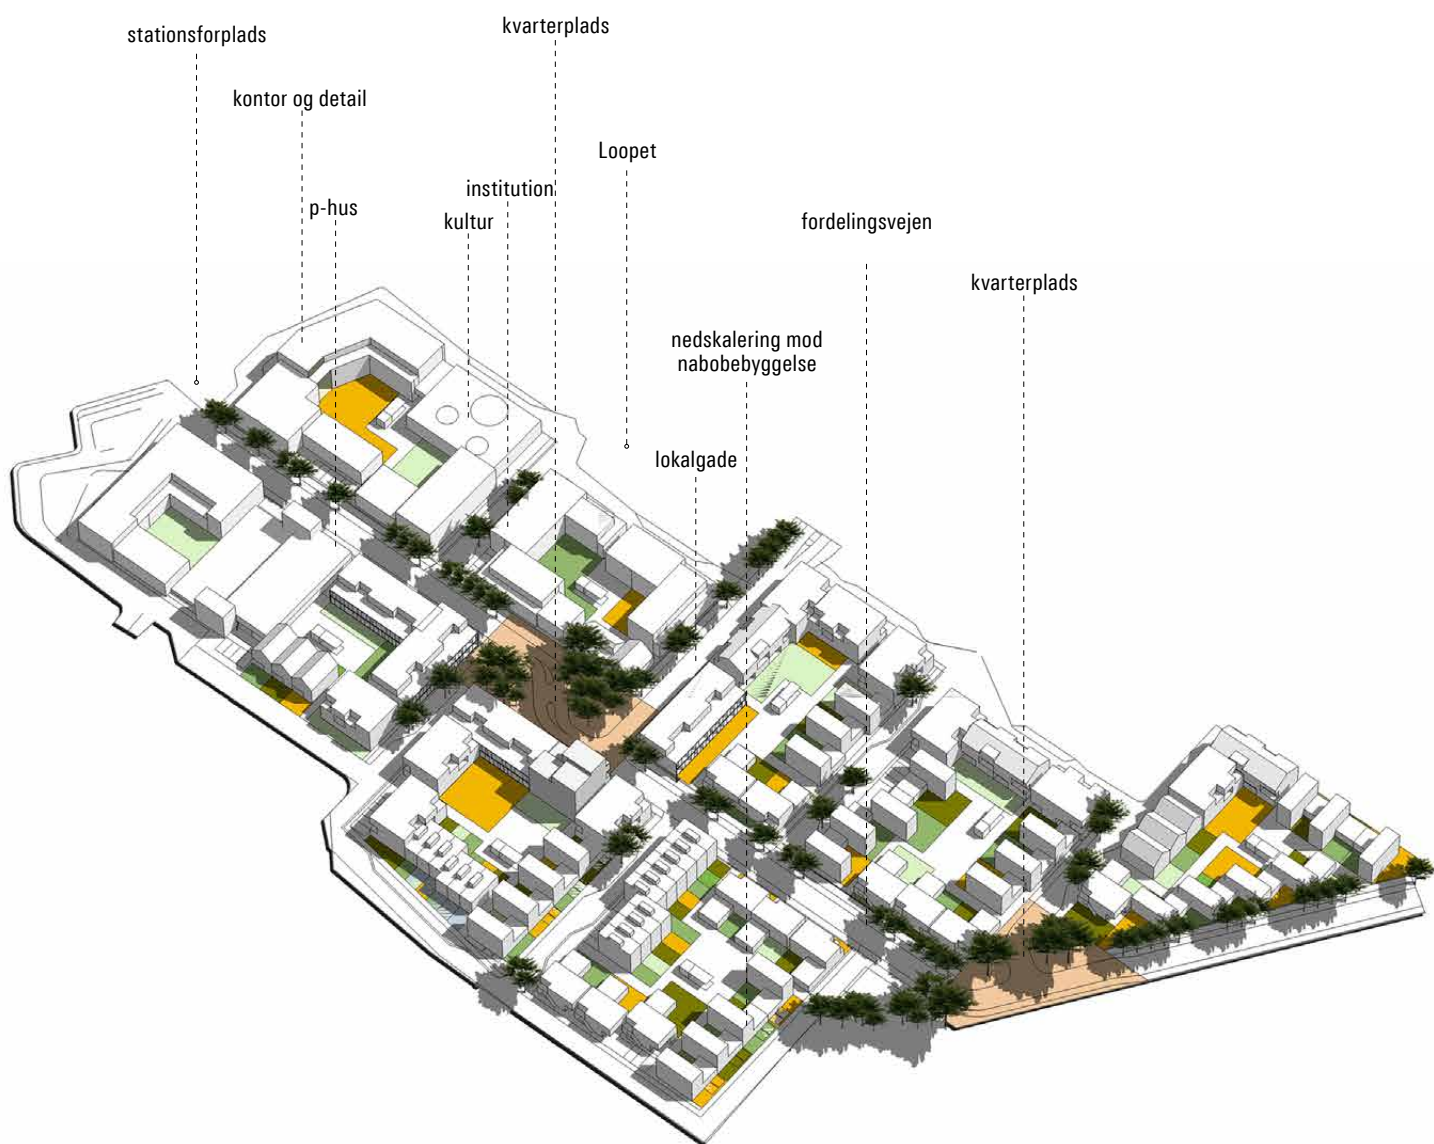 kvarterplads
stationsforplads
kontor og detail
Loopet
institution
p-hus
kultur
fordelingsvejen
kvarterplads
nedskalering mod
nabobebyggelse
lokalgade